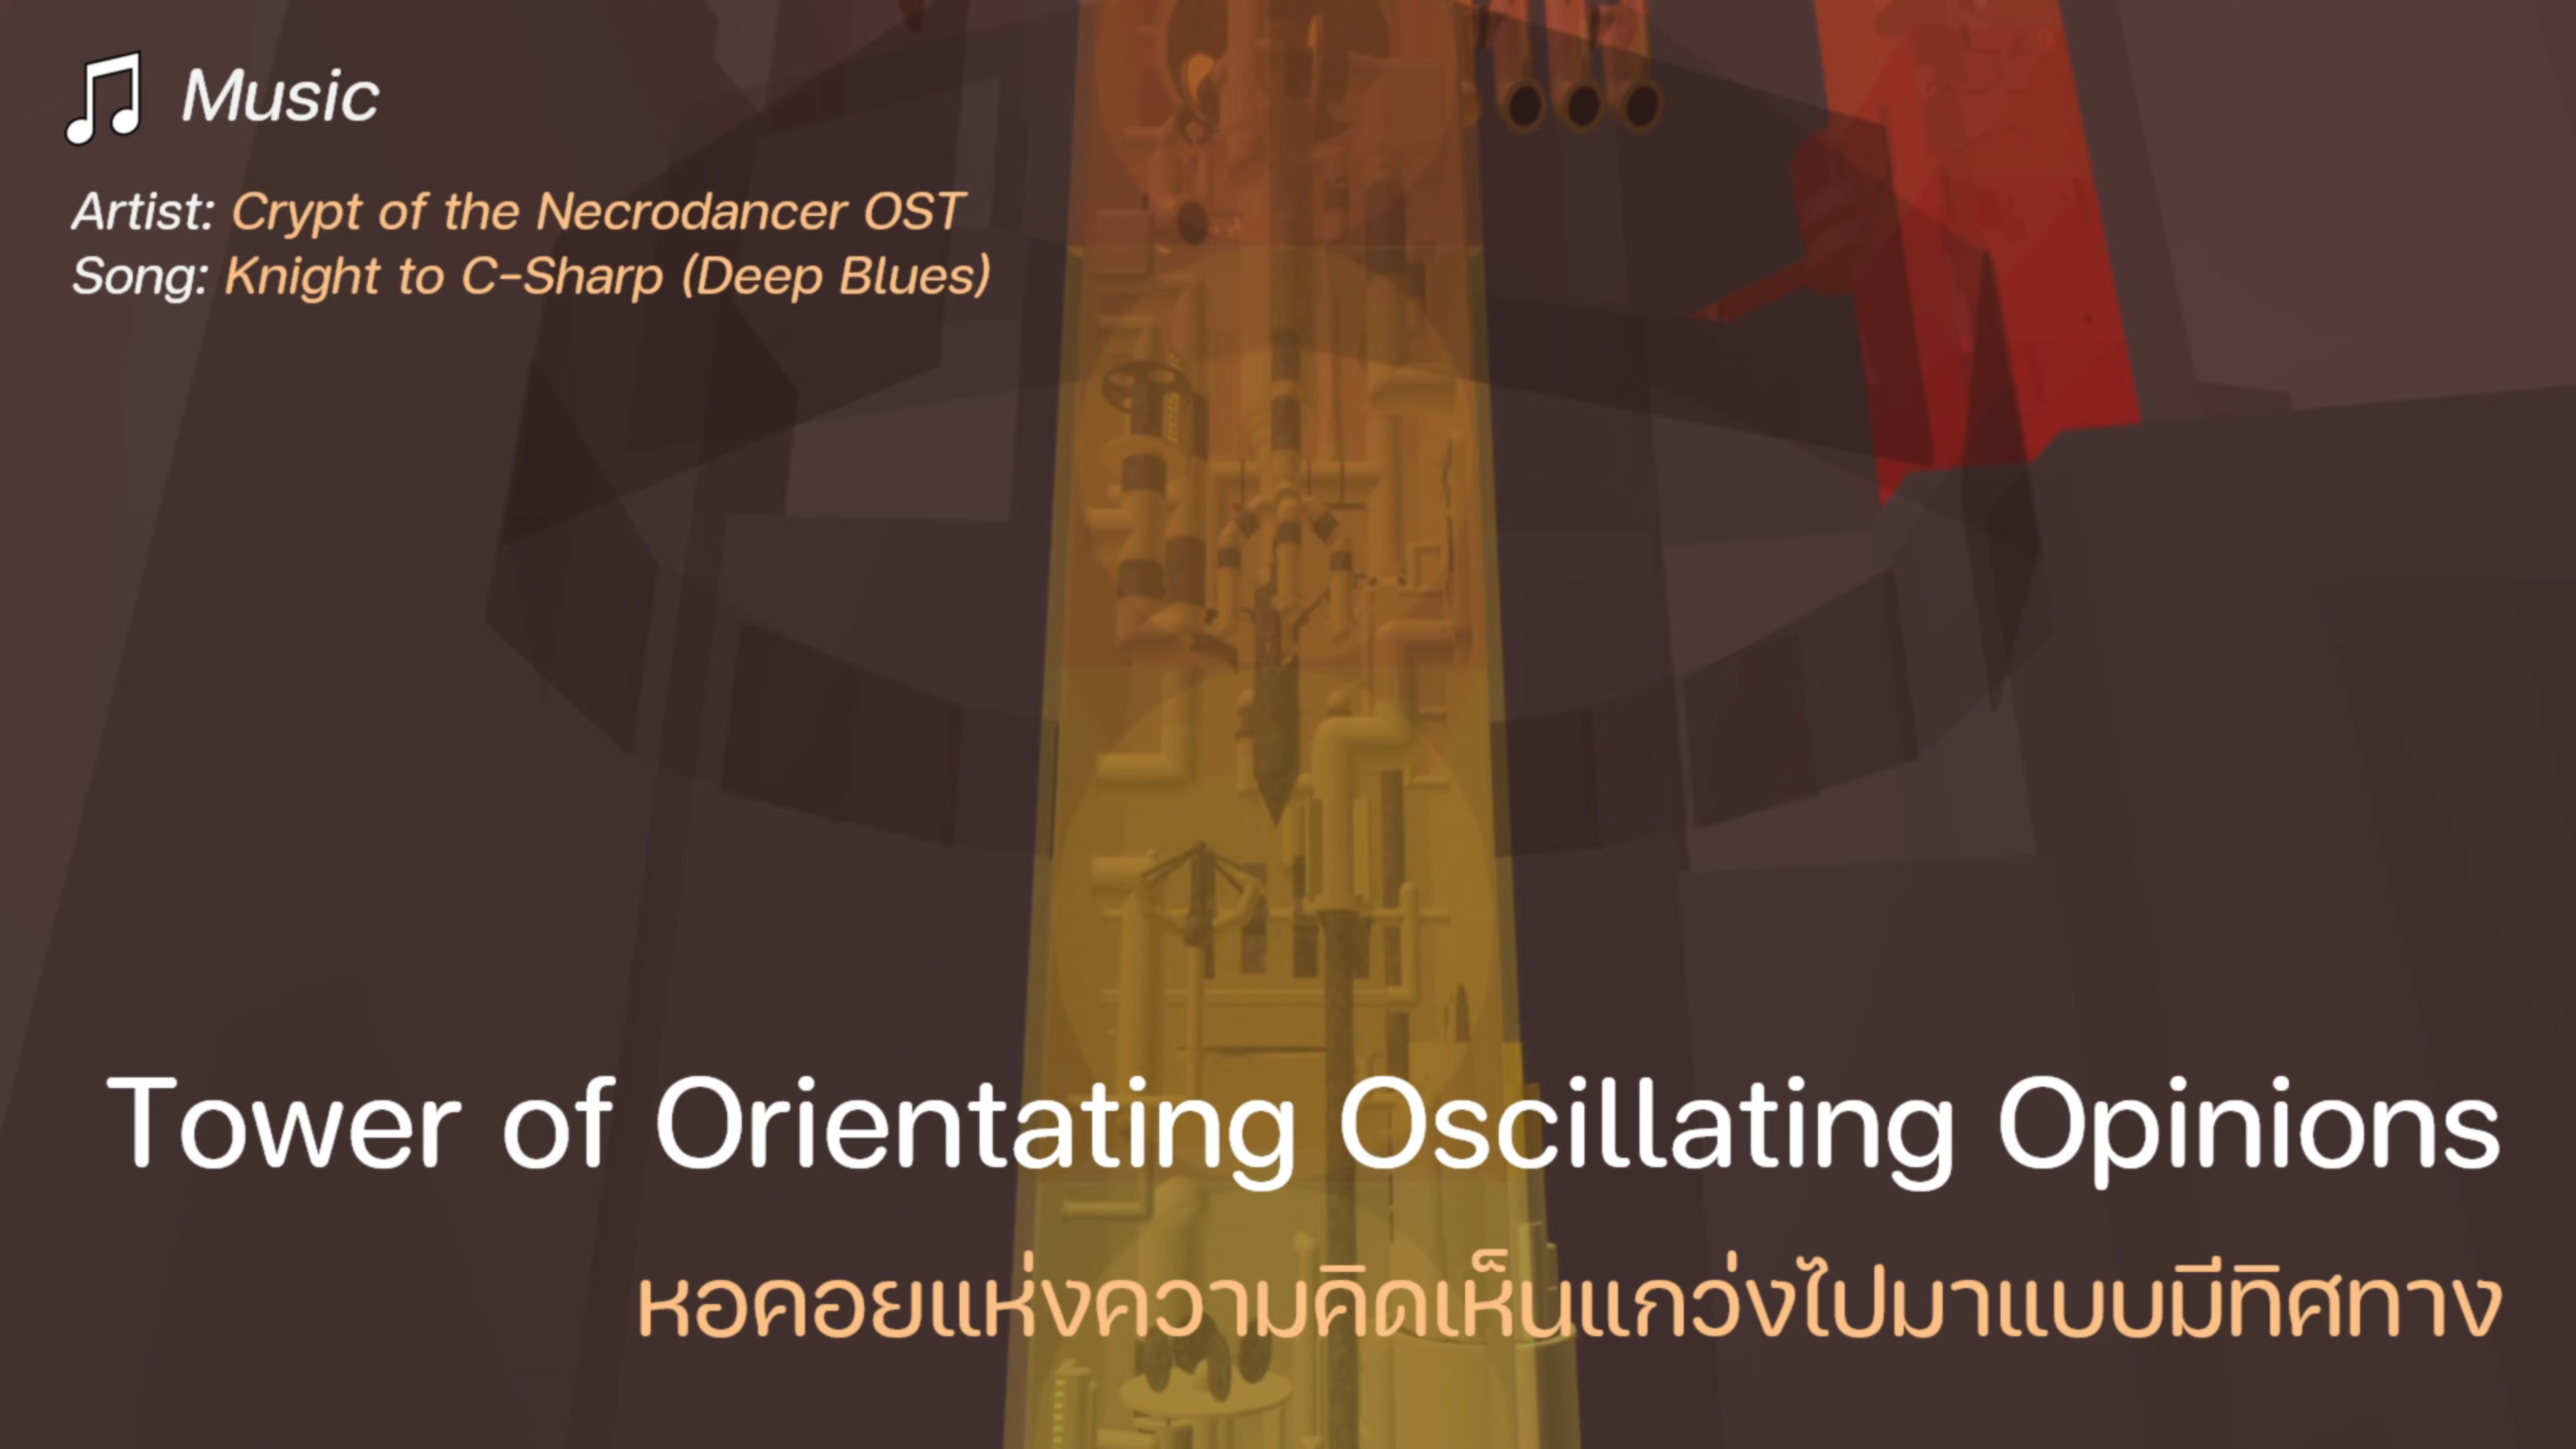 Music
Artist: Crypt of the Necrodancer OST
Song: Knight to C-Sharp (Deep Blues)
Tower of Orientating Oscillating Opinions
หอคอยแห่งความคิดเห็นแกว่งไปมาแบบมีทิศทาง